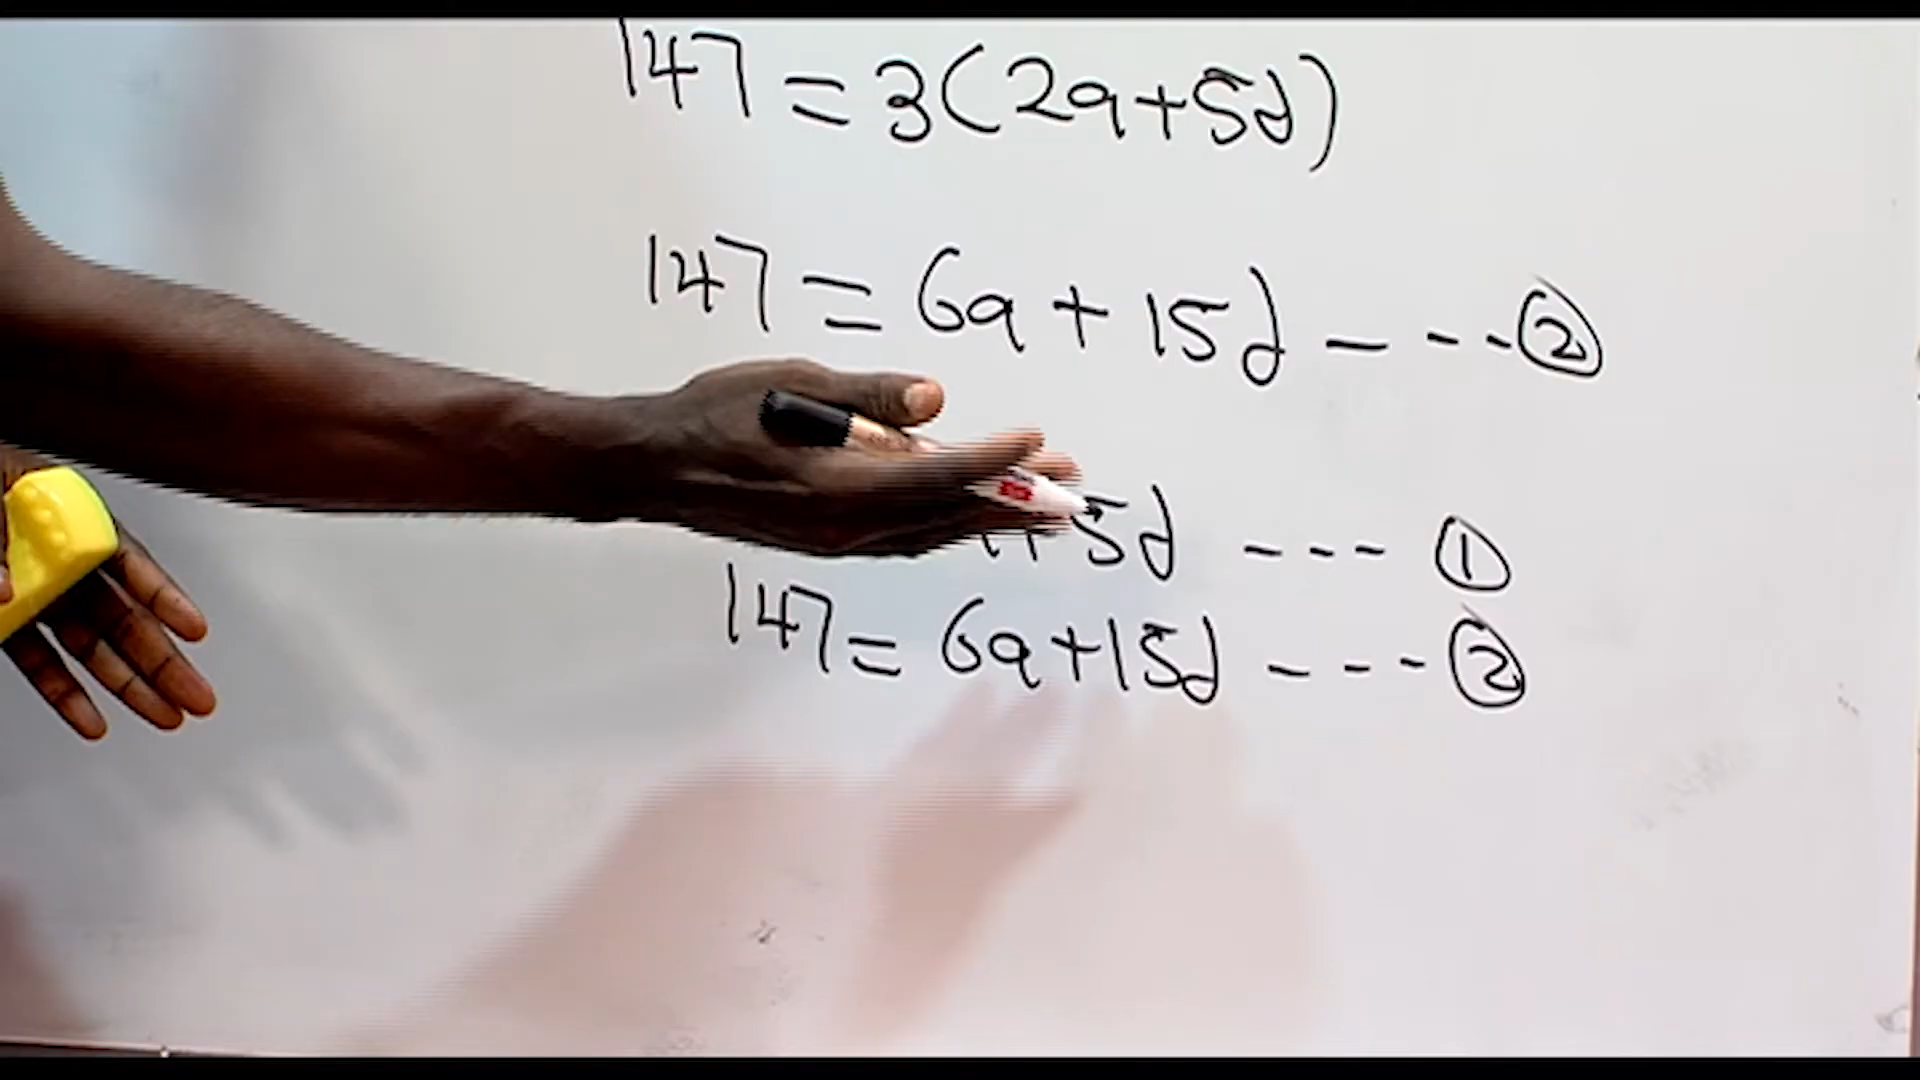 147 = 3(2a+5d)
147 = 6a + 15d - - - ②
+5d - - - ①
147 = 6a+15d - - - ②